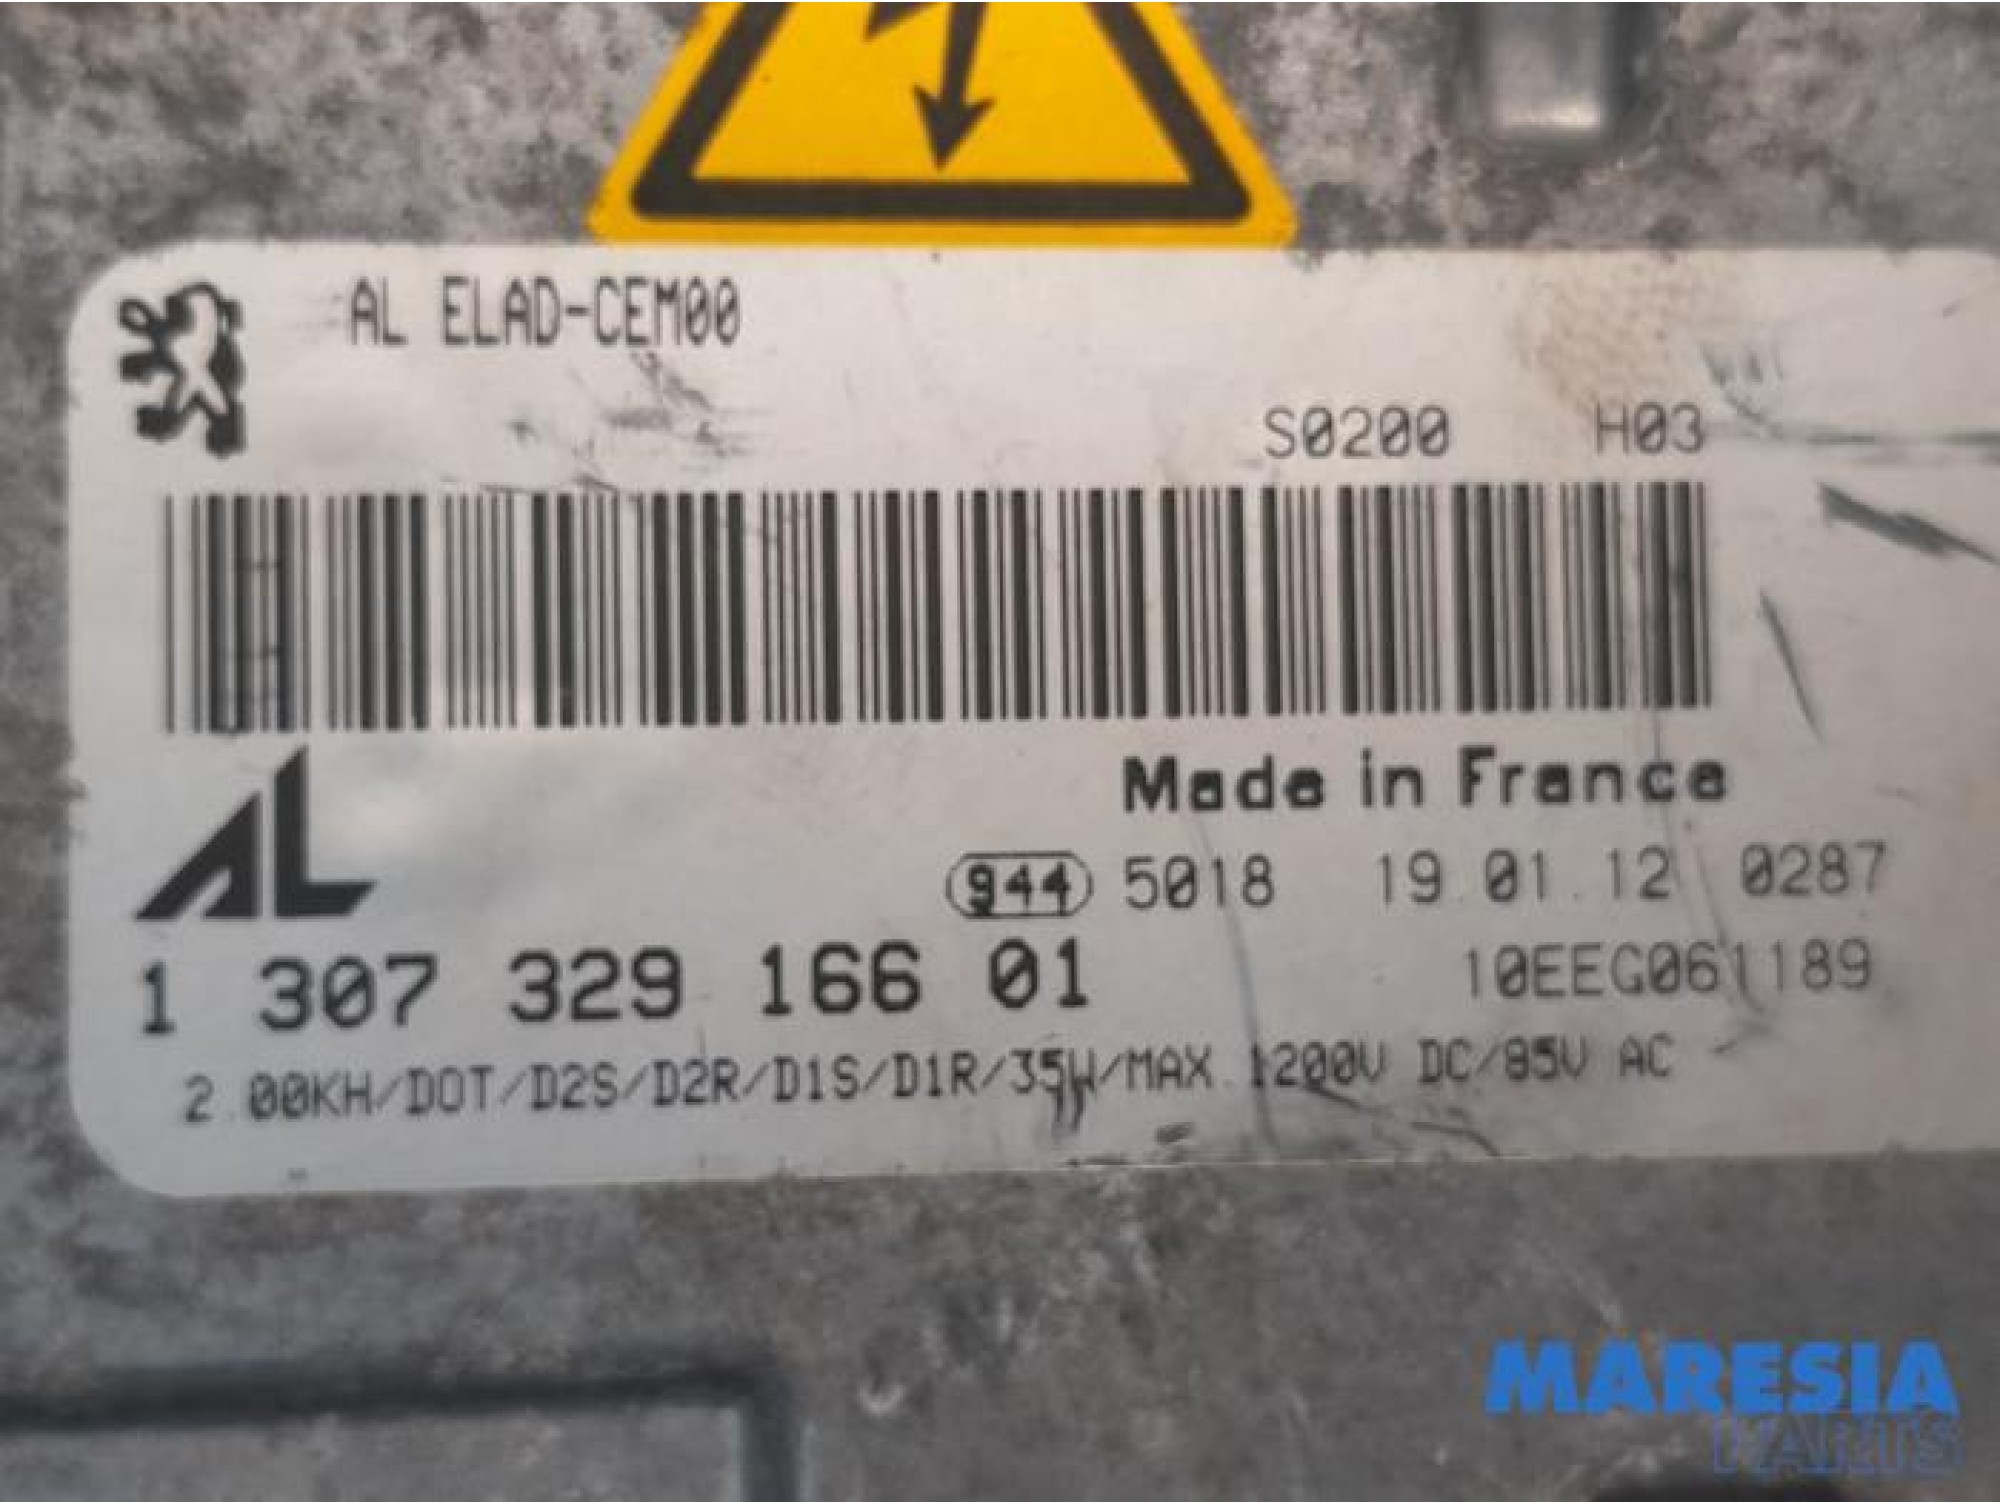 AL ELAD-CEM00
S0200 H03
AL
Made in France
944 5018 19.01.12 0287
1 307 329 166 01
10EEG061189
2.00KH/DOT/D2S/D2R/D1S/D1R/35W/MAX.1200V DC/85V AC
MARESIA
PARTS